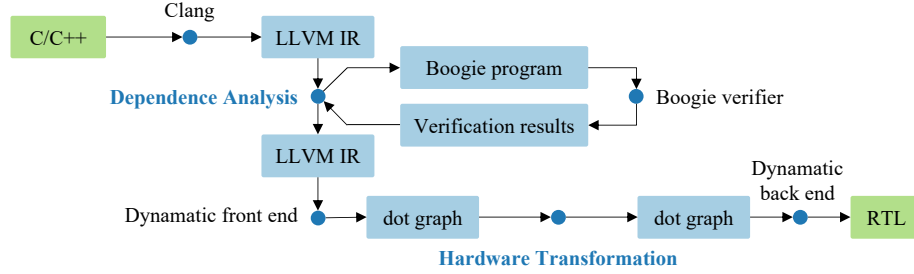 Clang
C/C++
LLVM IR
Boogie program
Dependence Analysis
Boogie verifier
Verification results
LLVM IR
Dynamatic
back end
Dynamatic front end
dot graph
dot graph
RTL
Hardware Transformation